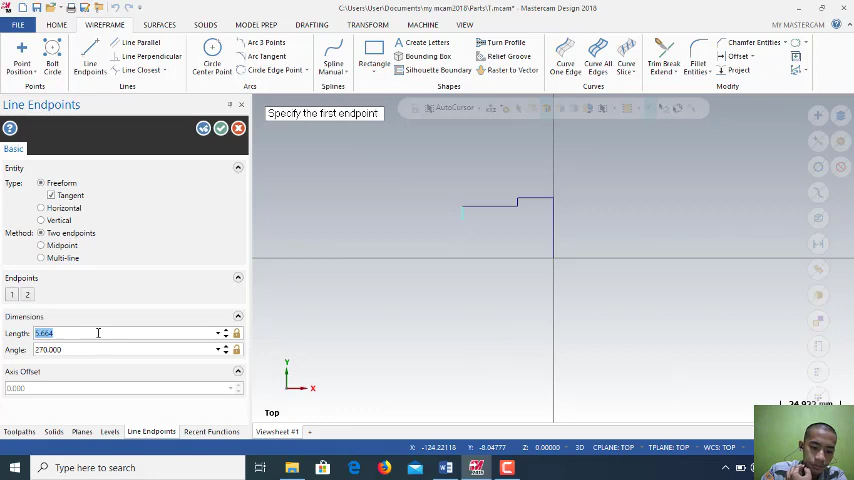 C:\Users\User\Documents\my mcam2018\Parts\T.mcam* - Mastercam Design 2018
FILE HOME WIREFRAME SURFACES SOLIDS MODEL PREP DRAFTING TRANSFORM MACHINE VIEW MY MASTERCAM
Point Position
Bolt Circle
Points
Line Endpoints
Line Parallel
Line Perpendicular
Line Closest
Lines
Circle Center Point
Arc 3 Points
Arc Tangent
Circle Edge Point
Arcs
Spline Manual
Splines
Rectangle
Create Letters
Bounding Box
Silhouette Boundary
Turn Profile
Relief Groove
Raster to Vector
Shapes
Curve One Edge
Curve All Edges
Curve Slice
Curves
Trim Break Extend
Fillet Entities
Chamfer Entities
Offset
Project
Modify
Line Endpoints
Basic
Entity
Type: Freeform
Tangent
Horizontal
Vertical
Method: Two endpoints
Midpoint
Multi-line
Endpoints
1 2
Dimensions
Length: 5.664
Angle: 270.000
Axis Offset
0.000
AutoCursor
Specify the first endpoint
Y
X
Top
24.922 mm
Toolpaths Solids Planes Levels Line Endpoints Recent Functions
Viewsheet #1 +
X: -124.22118 Y: -8.04777 Z: 0.00000 3D CPLANE: TOP TPLANE: TOP WCS: TOP
Type here to search